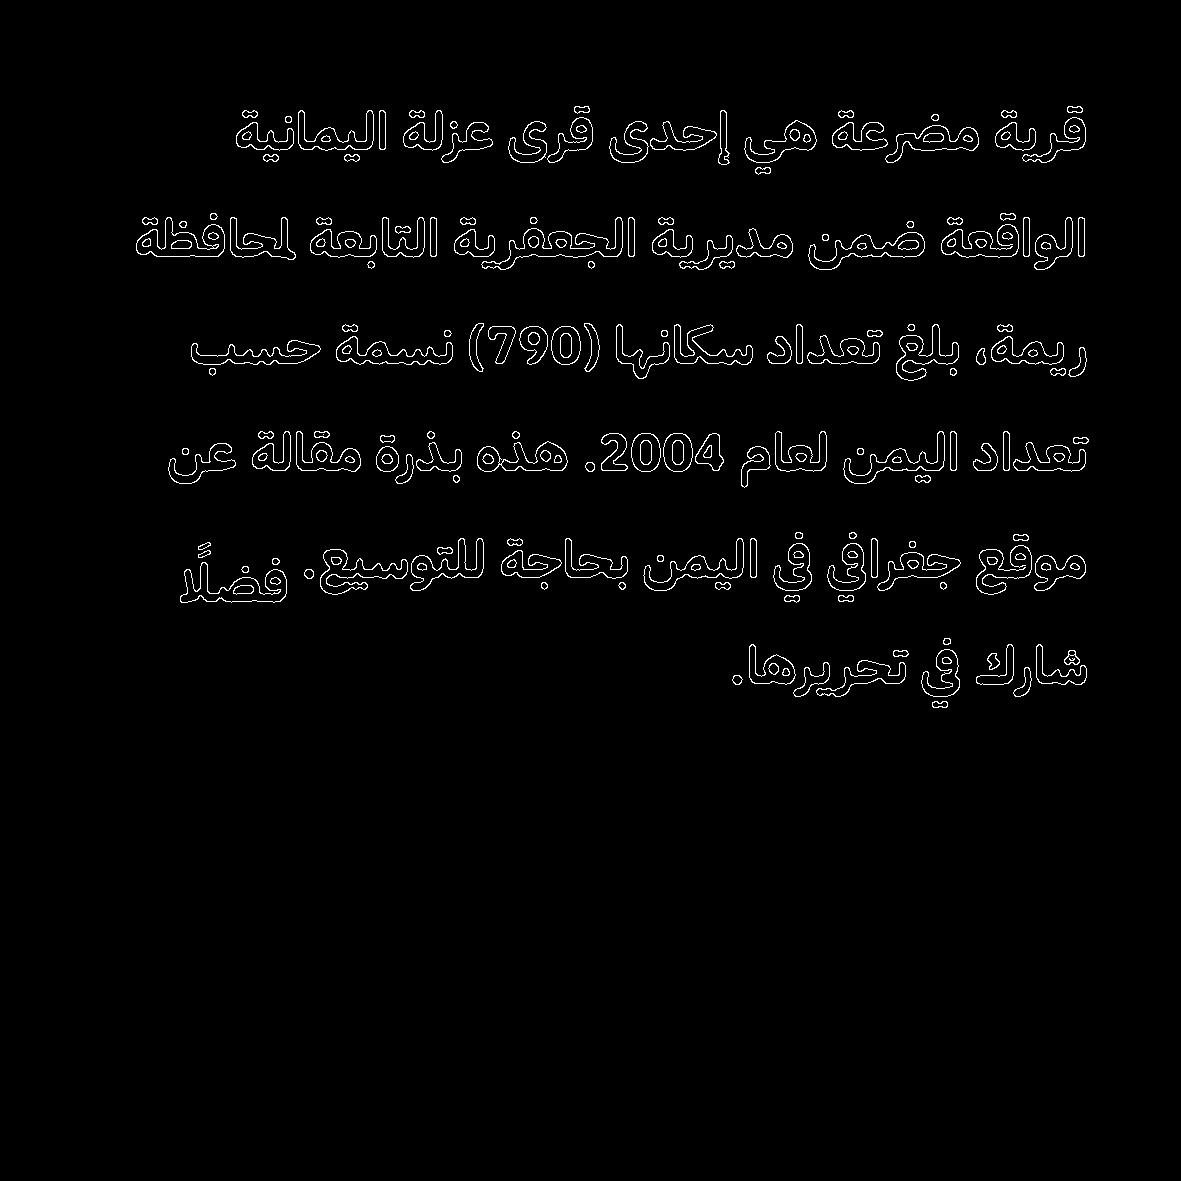 قرية مضرعة هي إحدى قرى عزلة اليمانية
الواقعة ضمن مديرية الجعفرية التابعة لمحافظة
ريمة، بلغ تعداد سكانها (790) نسمة حسب
تعداد اليمن لعام 2004. هذه بذرة مقالة عن
موقع جغرافي في اليمن بحاجة للتوسيع. فضلًا
شارك في تحريرها.